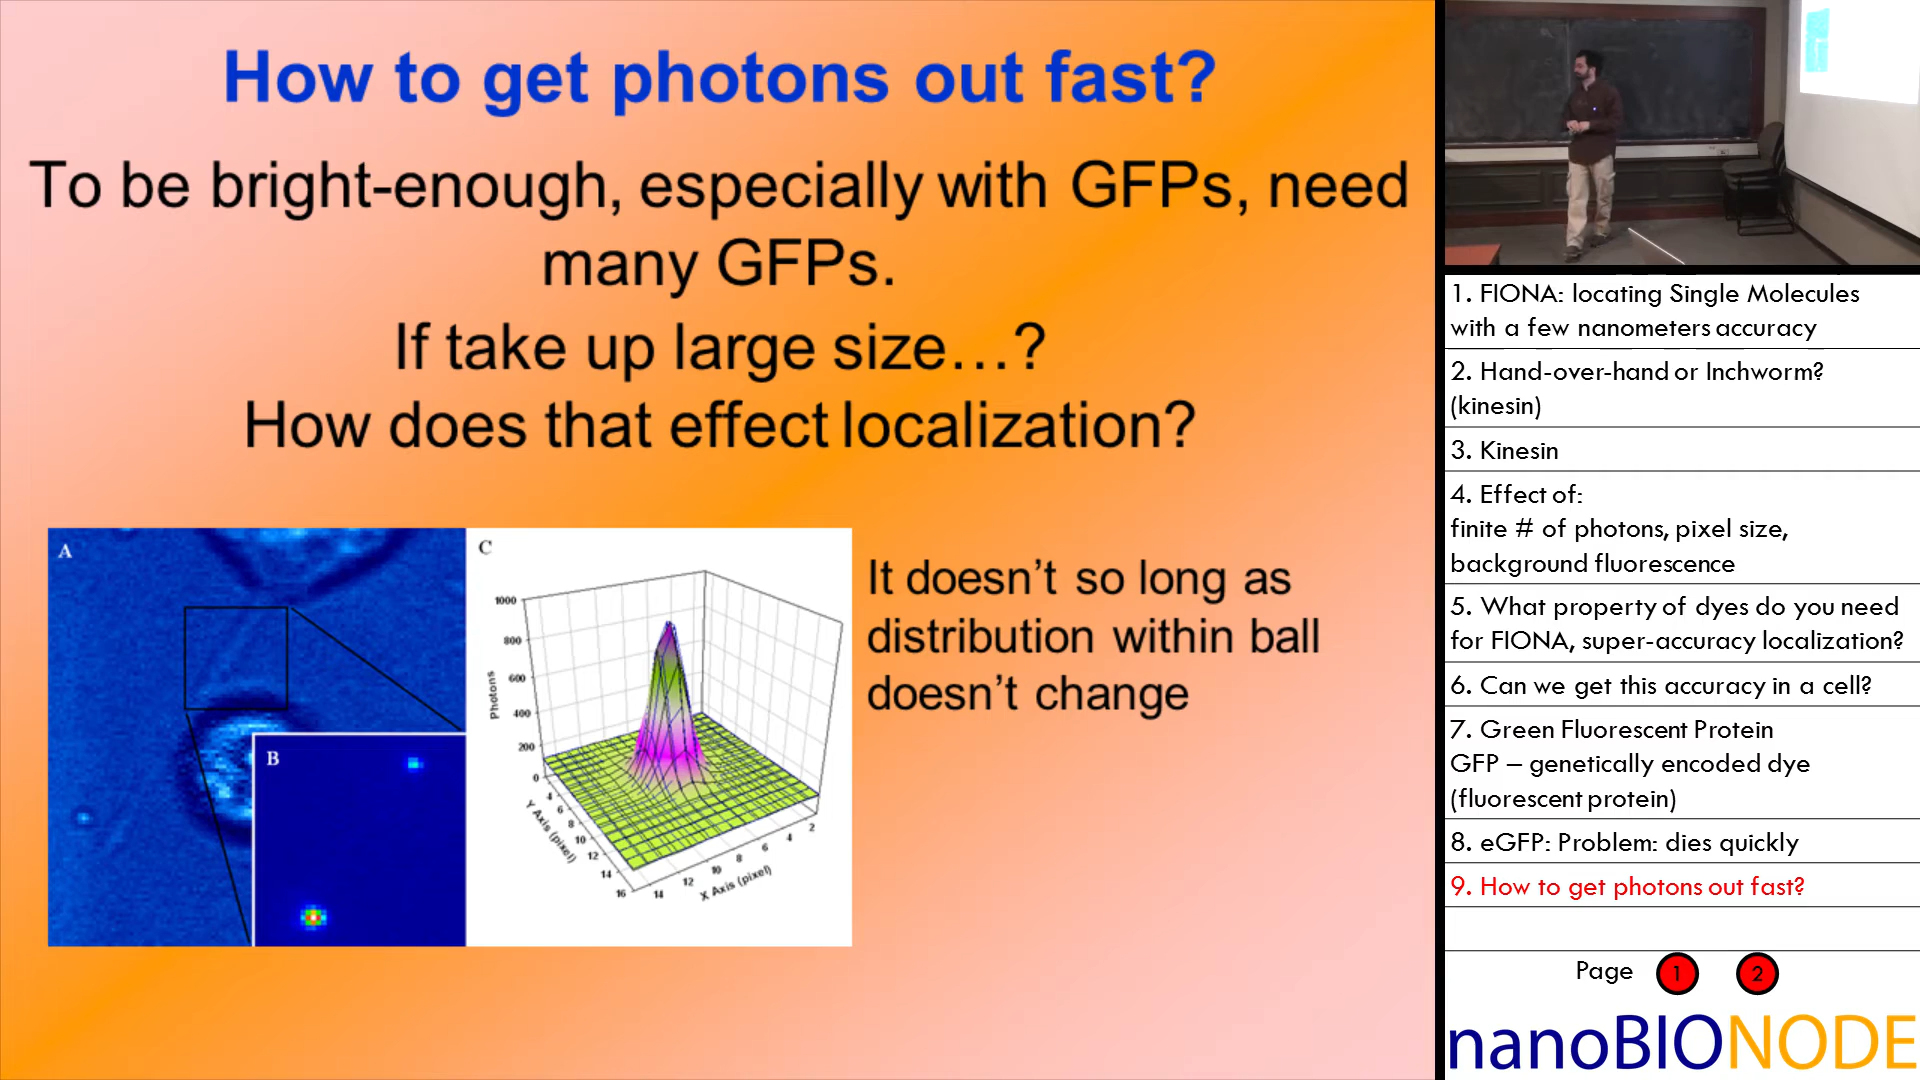 How to get photons out fast?
To be bright-enough, especially with GFPs, need
many GFPs.
If take up large size…?
How does that effect localization?
A
B
C
1000
800
600
400
200
0
Photons
4
6
8
10
12
14
16
Y Axis (pixel)
14
12
10
8
6
4
2
X Axis (pixel)
It doesn’t so long as
distribution within ball
doesn’t change
1. FIONA: locating Single Molecules
with a few nanometers accuracy
2. Hand-over-hand or Inchworm?
(kinesin)
3. Kinesin
4. Effect of:
finite # of photons, pixel size,
background fluorescence
5. What property of dyes do you need
for FIONA, super-accuracy localization?
6. Can we get this accuracy in a cell?
7. Green Fluorescent Protein
GFP – genetically encoded dye
(fluorescent protein)
8. eGFP: Problem: dies quickly
9. How to get photons out fast?
Page 1 2
nanoBIONODE